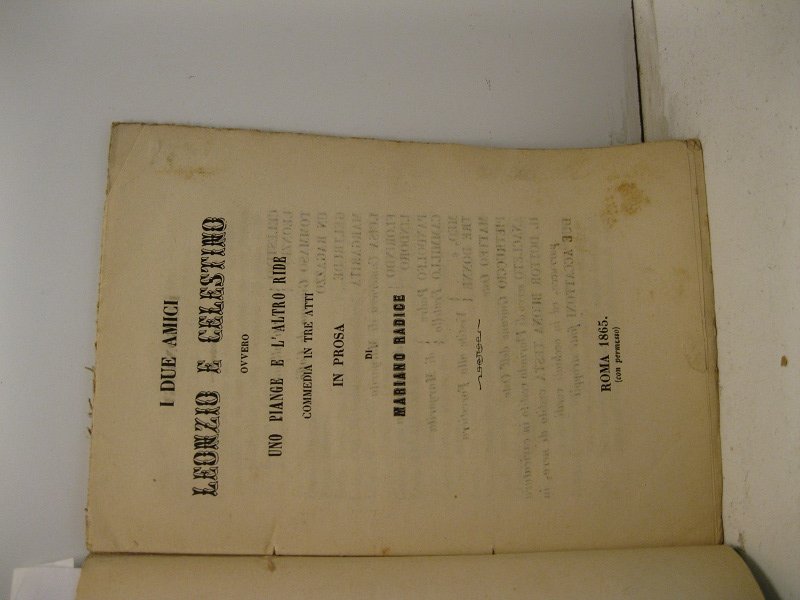 I DUE AMICI
LEONZIO E CELESTINO
OVVERO
UNO PIANGE E L'ALTRO RIDE
COMMEDIA IN TRE ATTI
IN PROSA
DI
MARIANO RADICE
ROMA 1865.
(con permesso)